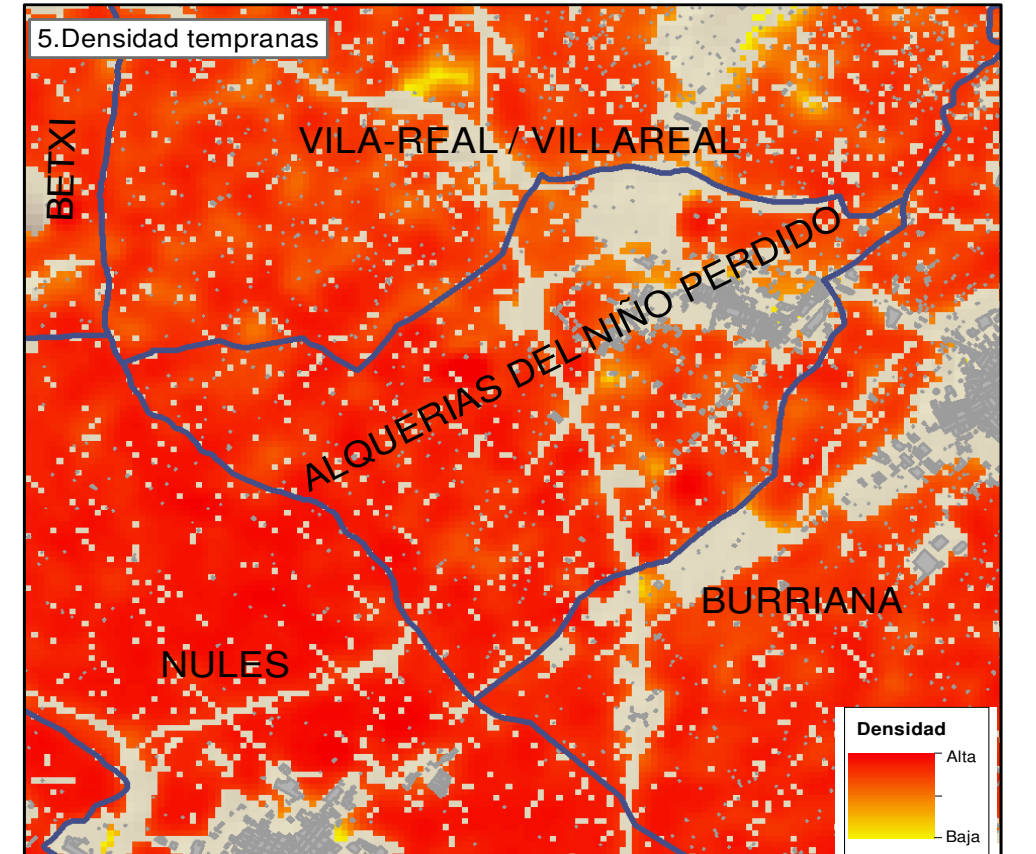 5.Densidad tempranas
BETXI
VILA-REAL / VILLAREAL
ALQUERIAS DEL NIÑO PERDIDO
BURRIANA
NULES
Densidad
Alta
Baja